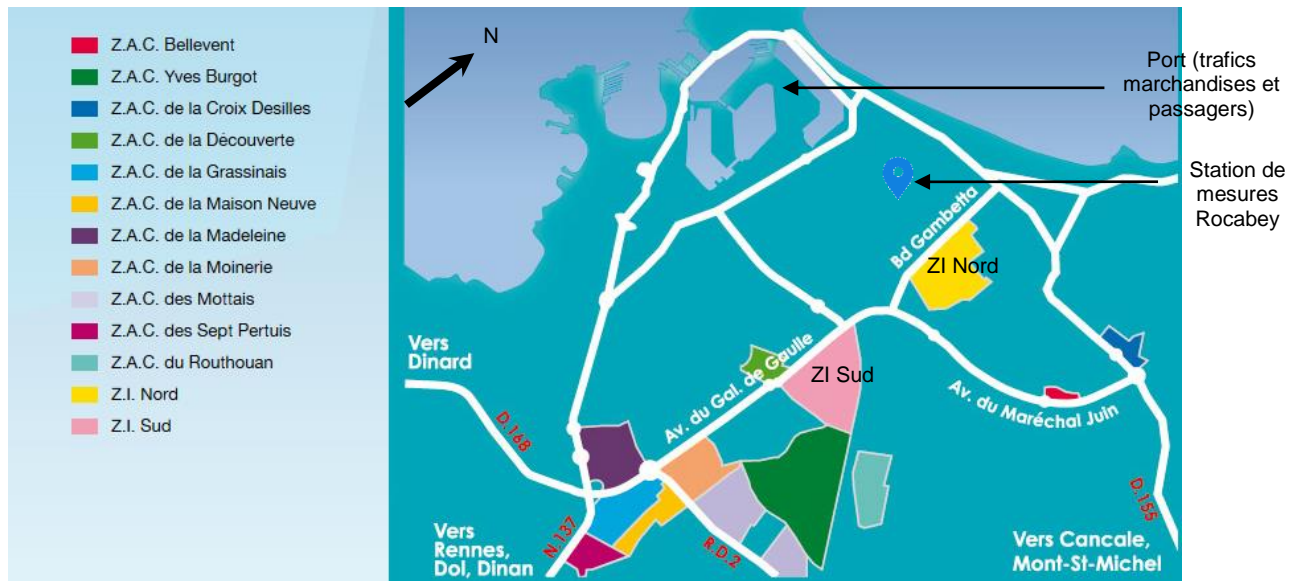 Z.A.C. Bellevent
Z.A.C. Yves Burgot
Z.A.C. de la Croix Desilles
Z.A.C. de la Découverte
Z.A.C. de la Grassinais
Z.A.C. de la Maison Neuve
Z.A.C. de la Madeleine
Z.A.C. de la Moinerie
Z.A.C. des Mottais
Z.A.C. des Sept Pertuis
Z.A.C. du Routhouan
Z.I. Nord
Z.I. Sud
N
Port (trafics
marchandises et
passagers)
Station de
mesures
Rocabey
Bd Gambetta
ZI Nord
Vers
Dinard
Av. du Gal. de Gaulle
ZI Sud
Av. du Maréchal Juin
D.168
D.155
N.137
R.D.2
Vers
Rennes,
Dol, Dinan
Vers Cancale,
Mont-St-Michel